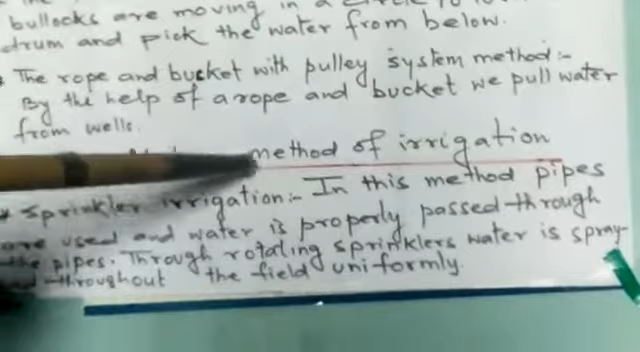 bullocks are moving in a circle to
drum and pick the water from below.
The rope and bucket with pulley system method:-
By the help of a rope and bucket we pull water
from wells.
method of irrigation
* Sprinkler irrigation:- In this method pipes
are used and water is properly passed through
the pipes. Through rotating sprinklers water is spray-
ed throughout the field uniformly.